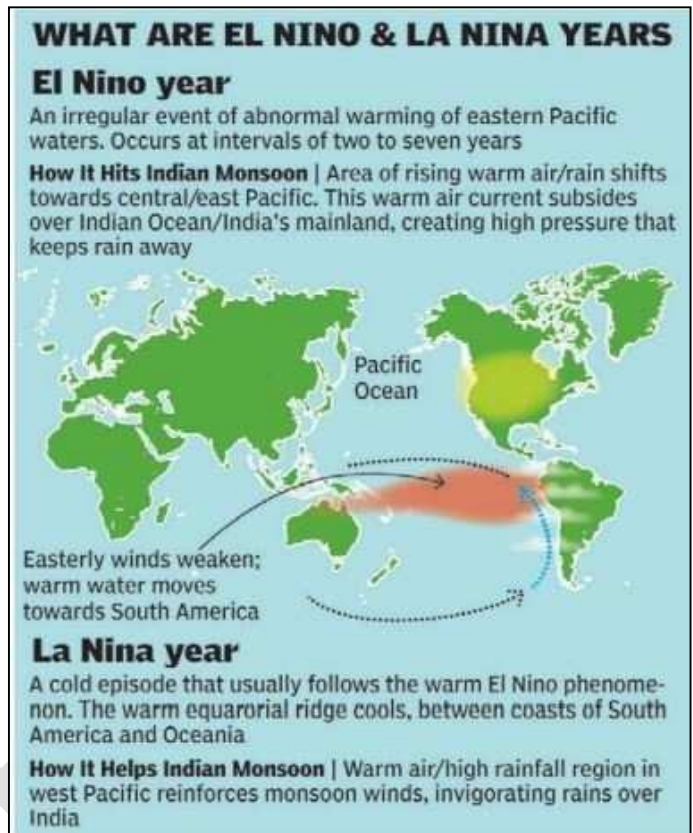 WHAT ARE EL NINO & LA NINA YEARS
El Nino year
An irregular event of abnormal warming of eastern Pacific
waters. Occurs at intervals of two to seven years
How It Hits Indian Monsoon | Area of rising warm air/rain shifts
towards central/east Pacific. This warm air current subsides
over Indian Ocean/India's mainland, creating high pressure that
keeps rain away
Pacific
Ocean
Easterly winds weaken;
warm water moves
towards South America
La Nina year
A cold episode that usually follows the warm El Nino phenome-
non. The warm equarorial ridge cools, between coasts of South
America and Oceania
How It Helps Indian Monsoon | Warm air/high rainfall region in
west Pacific reinforces monsoon winds, invigorating rains over
India